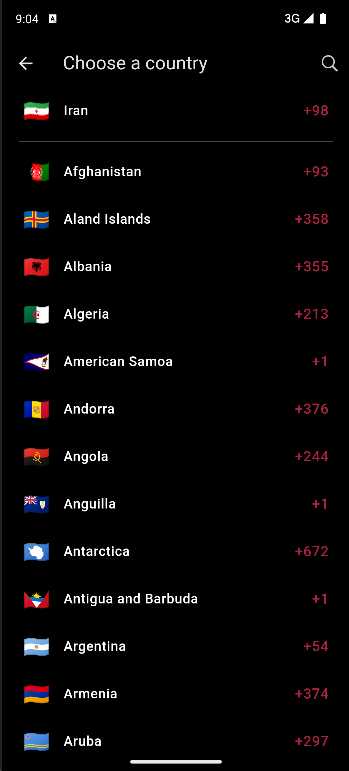 9:04 A 3G
Choose a country
Iran +98
Afghanistan +93
Aland Islands +358
Albania +355
Algeria +213
American Samoa +1
Andorra +376
Angola +244
Anguilla +1
Antarctica +672
Antigua and Barbuda +1
Argentina +54
Armenia +374
Aruba +297